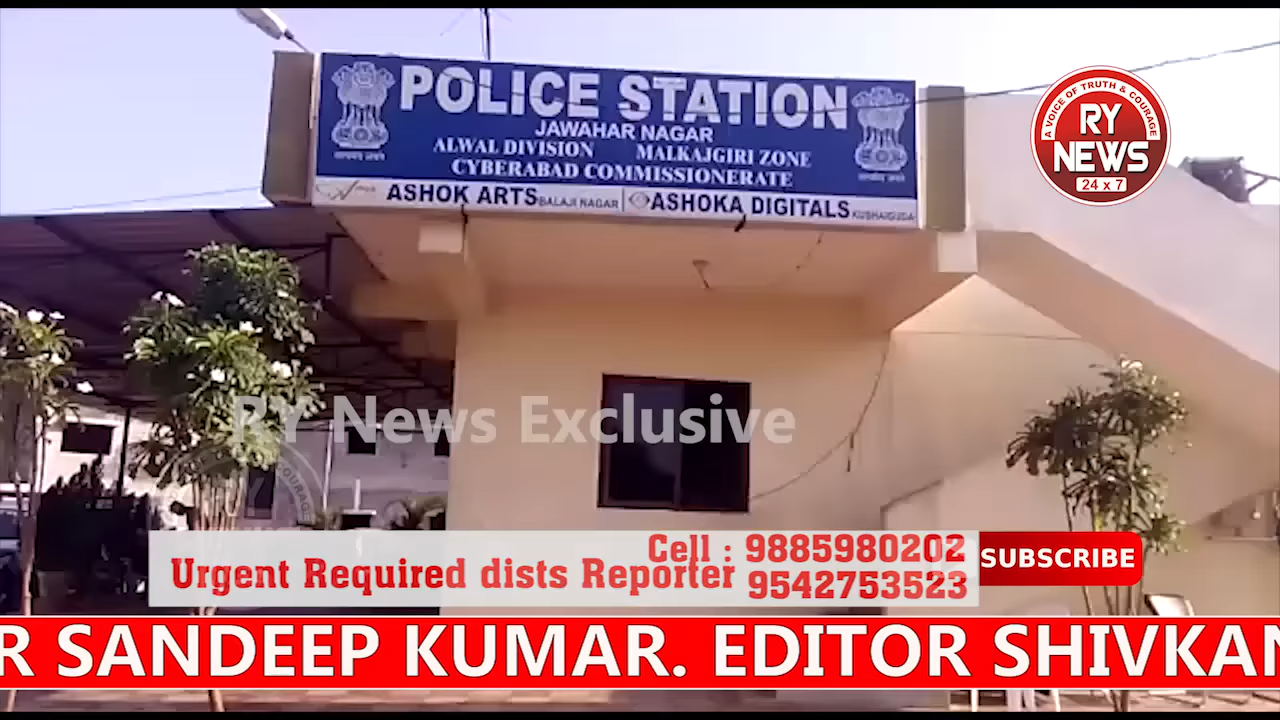 POLICE STATION
JAWAHAR NAGAR
ALWAL DIVISION MALKAJGIRI ZONE
CYBERABAD COMMISSIONERATE
ASHOK ARTS BALAJI NAGAR ASHOKA DIGITALS KUSHAIGUDA
A VOICE OF TRUTH & COURAGE
RY
NEWS
24 x 7
RY News Exclusive
Urgent Required dists Reporter
Cell : 9885980202
9542753523
SUBSCRIBE
R SANDEEP KUMAR. EDITOR SHIVKAN